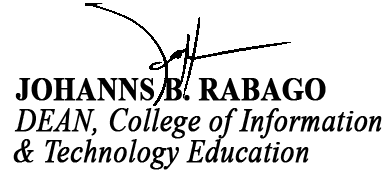 JOHANNS B. RABAGO
DEAN, College of Information
& Technology Education